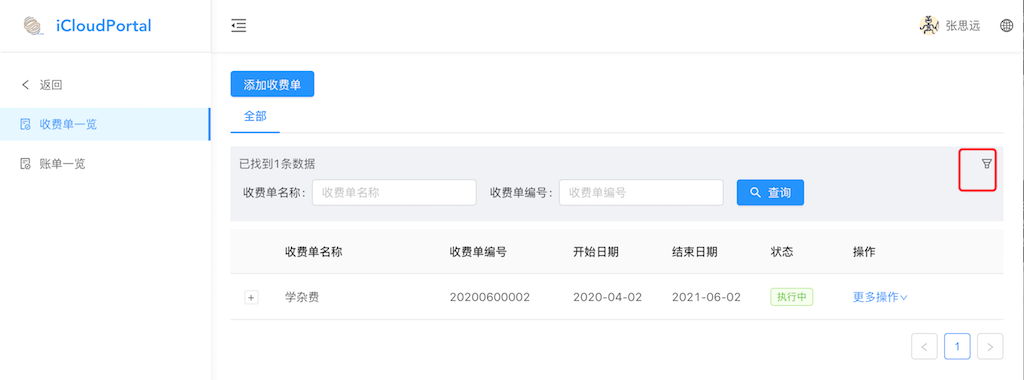 iCloudPortal
张思远
返回
收费单一览
账单一览
添加收费单
全部
已找到1条数据
收费单名称: 收费单名称 收费单编号: 收费单编号 查询
收费单名称 收费单编号 开始日期 结束日期 状态 操作
+ 学杂费 20200600002 2020-04-02 2021-06-02 执行中 更多操作
< 1 >